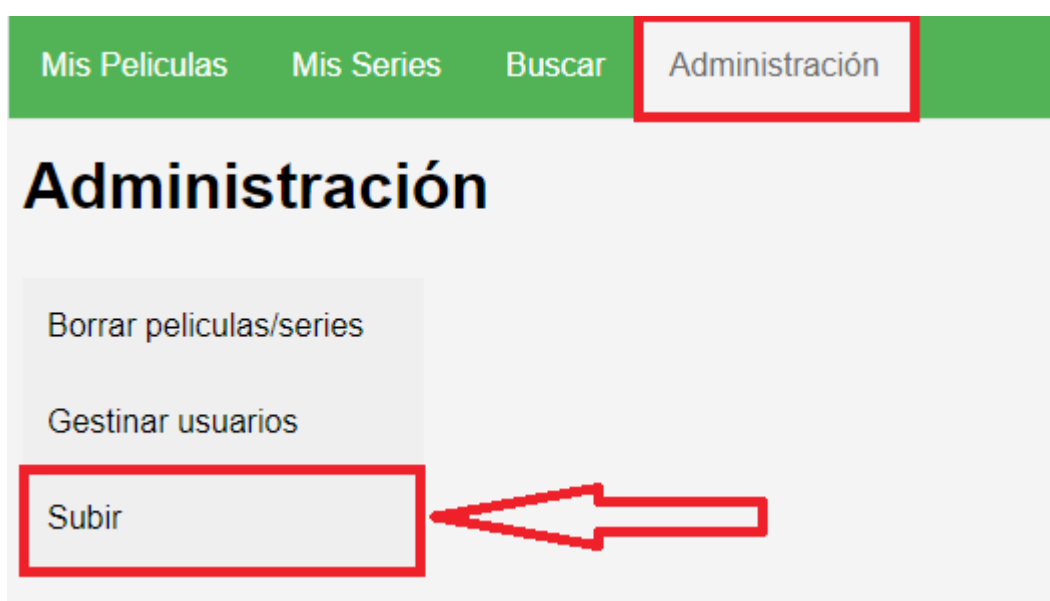 Mis Peliculas Mis Series Buscar Administración
Administración
Borrar peliculas/series
Gestinar usuarios
Subir